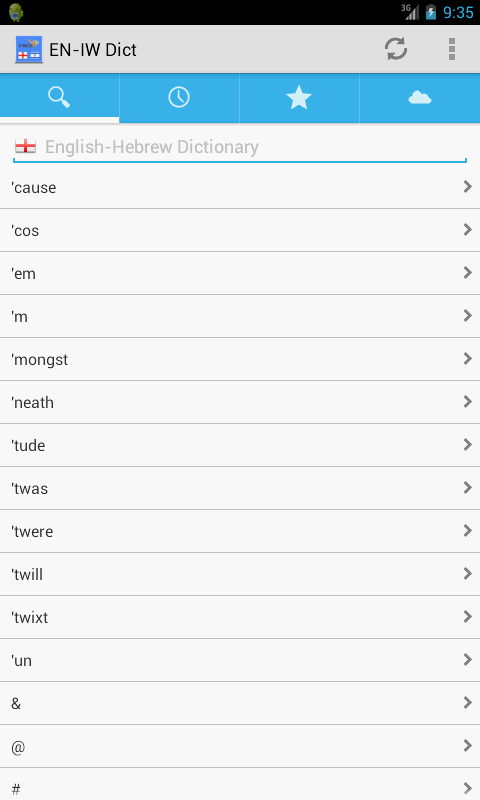 3G 9:35
EN-IW Dict
English-Hebrew Dictionary
'cause
'cos
'em
'm
'mongst
'neath
'tude
'twas
'twere
'twill
'twixt
'un
&
@
#